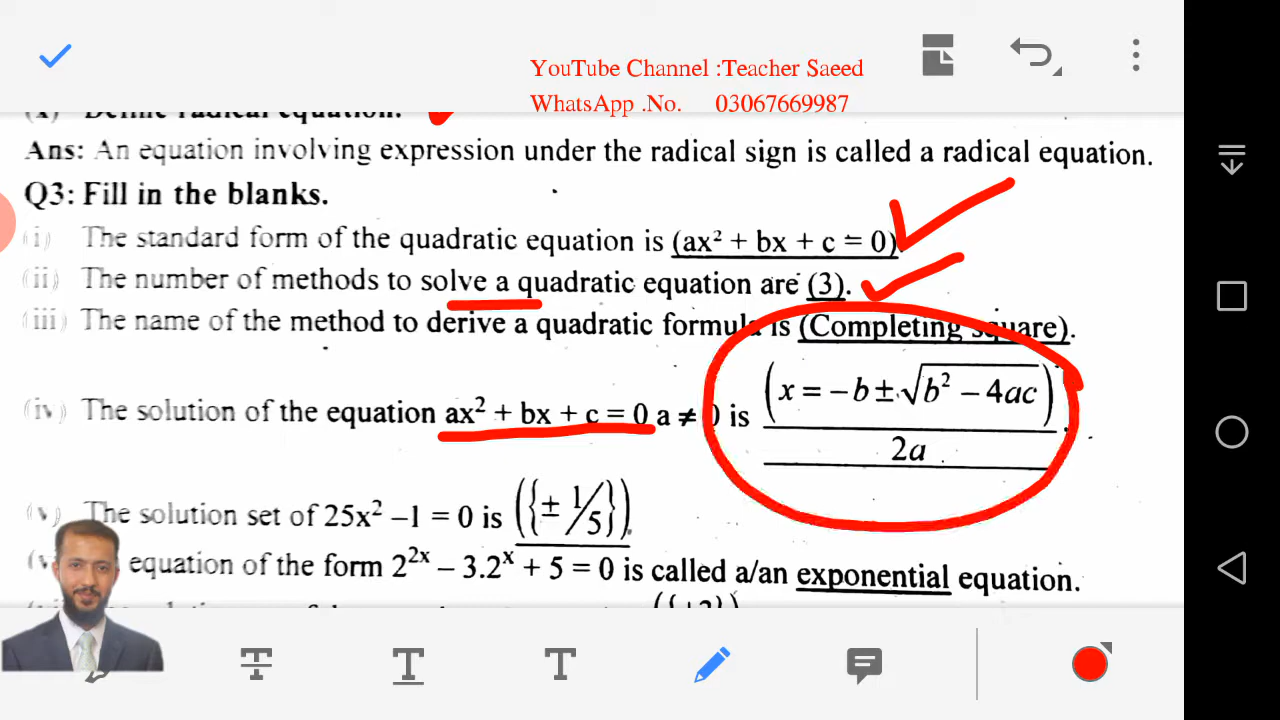 YouTube Channel :Teacher Saeed
WhatsApp .No. 03067669987
(x) Define radical equation.
Ans: An equation involving expression under the radical sign is called a radical equation.
Q3: Fill in the blanks.
(i) The standard form of the quadratic equation is (ax² + bx + c = 0).
(ii) The number of methods to solve a quadratic equation are (3).
(iii) The name of the method to derive a quadratic formula is (Completing square).
(iv) The solution of the equation ax² + bx + c = 0 a ≠ 0 is (x = −b ± √b² − 4ac) / 2a.
(v) The solution set of 25x² −1 = 0 is ({± 1/5}).
equation of the form 2²ˣ − 3.2ˣ + 5 = 0 is called a/an exponential equation.